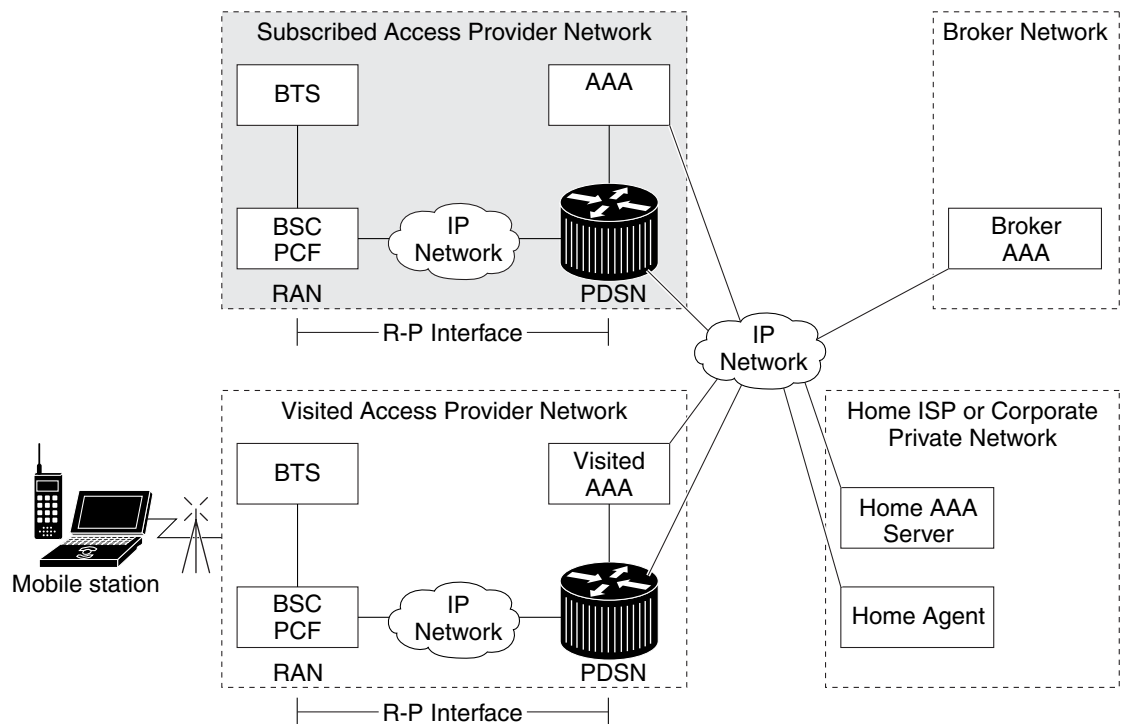 Subscribed Access Provider Network
BTS
AAA
BSC
PCF
IP
Network
RAN
PDSN
R-P Interface
Broker Network
Broker
AAA
IP
Network
Visited Access Provider Network
BTS
Visited
AAA
BSC
PCF
IP
Network
RAN
PDSN
R-P Interface
Mobile station
Home ISP or Corporate
Private Network
Home AAA
Server
Home Agent